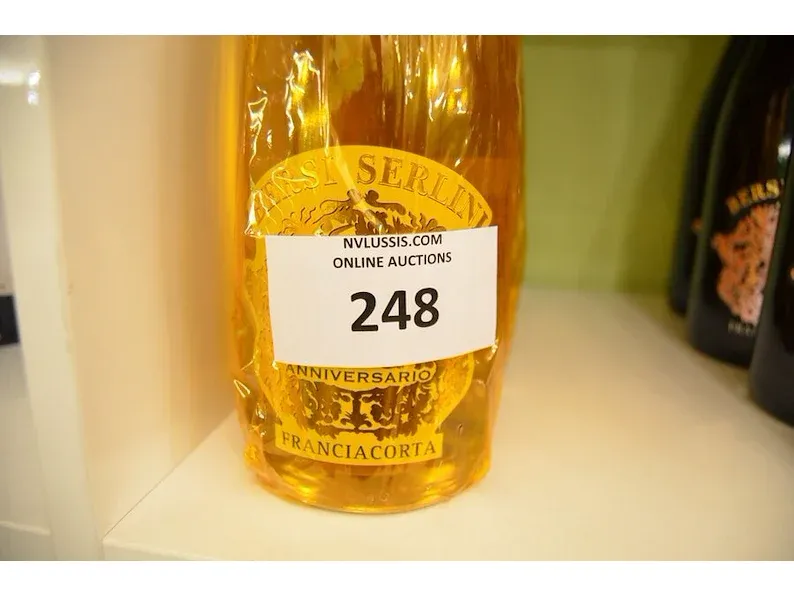 BERSI SERLINI
NVLUSSIS.COM
ONLINE AUCTIONS
248
ANNIVERSARIO
FRANCIACORTA